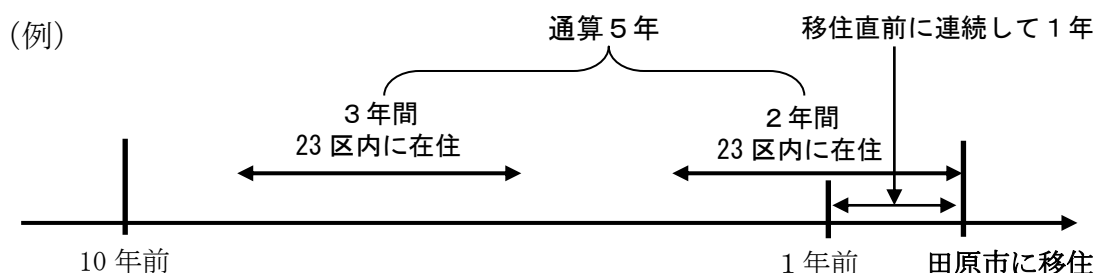 （例）
通算５年
移住直前に連続して１年
３年間
23 区内に在住
２年間
23 区内に在住
10 年前
１年前
田原市に移住